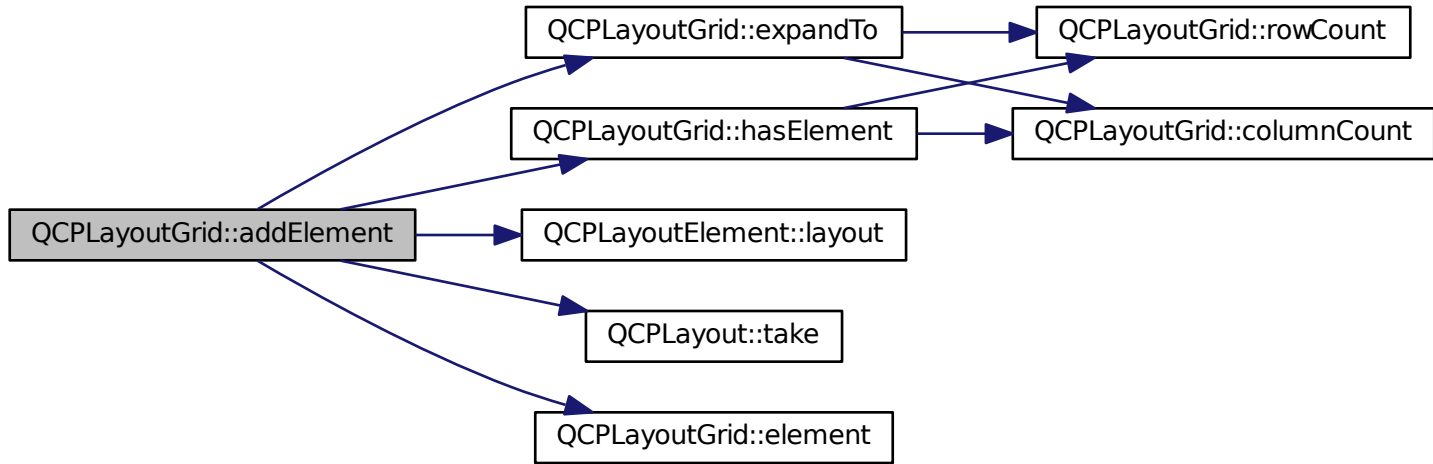 QCPLayoutGrid::expandTo
QCPLayoutGrid::rowCount
QCPLayoutGrid::hasElement
QCPLayoutGrid::columnCount
QCPLayoutGrid::addElement
QCPLayoutElement::layout
QCPLayout::take
QCPLayoutGrid::element